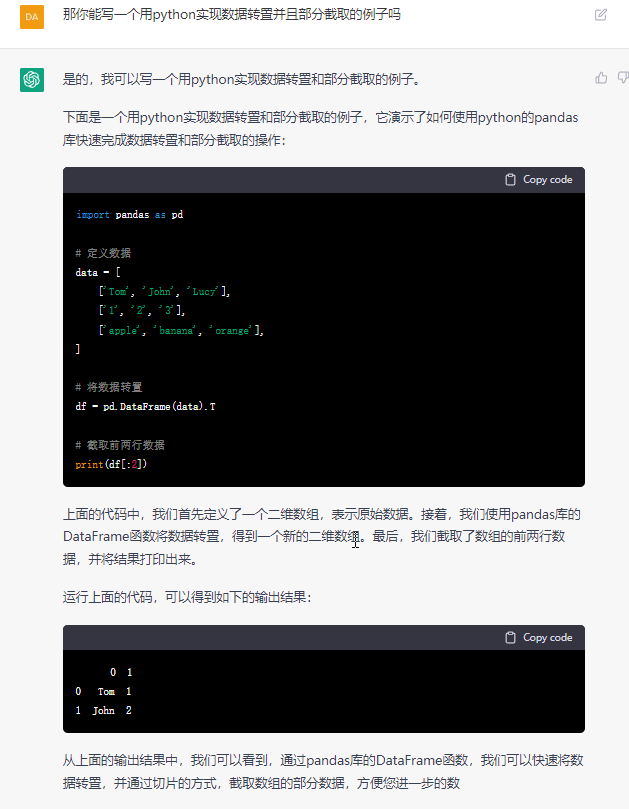 DA
那你能写一个用python实现数据转置并且部分截取的例子吗
是的，我可以写一个用python实现数据转置和部分截取的例子。
下面是一个用python实现数据转置和部分截取的例子，它演示了如何使用python的pandas
库快速完成数据转置和部分截取的操作：
Copy code
import pandas as pd
# 定义数据
data = [
['Tom', 'John', 'Lucy'],
['1', '2', '3'],
['apple', 'banana', 'orange'],
]
# 将数据转置
df = pd.DataFrame(data).T
# 截取前两行数据
print(df[:2])
上面的代码中，我们首先定义了一个二维数组，表示原始数据。接着，我们使用pandas库的
DataFrame函数将数据转置，得到一个新的二维数组。最后，我们截取了数组的前两行数
据，并将结果打印出来。
运行上面的代码，可以得到如下的输出结果：
Copy code
0 1
0 Tom 1
1 John 2
从上面的输出结果中，我们可以看到，通过pandas库的DataFrame函数，我们可以快速将数
据转置，并通过切片的方式，截取数组的部分数据，方便您进一步的数